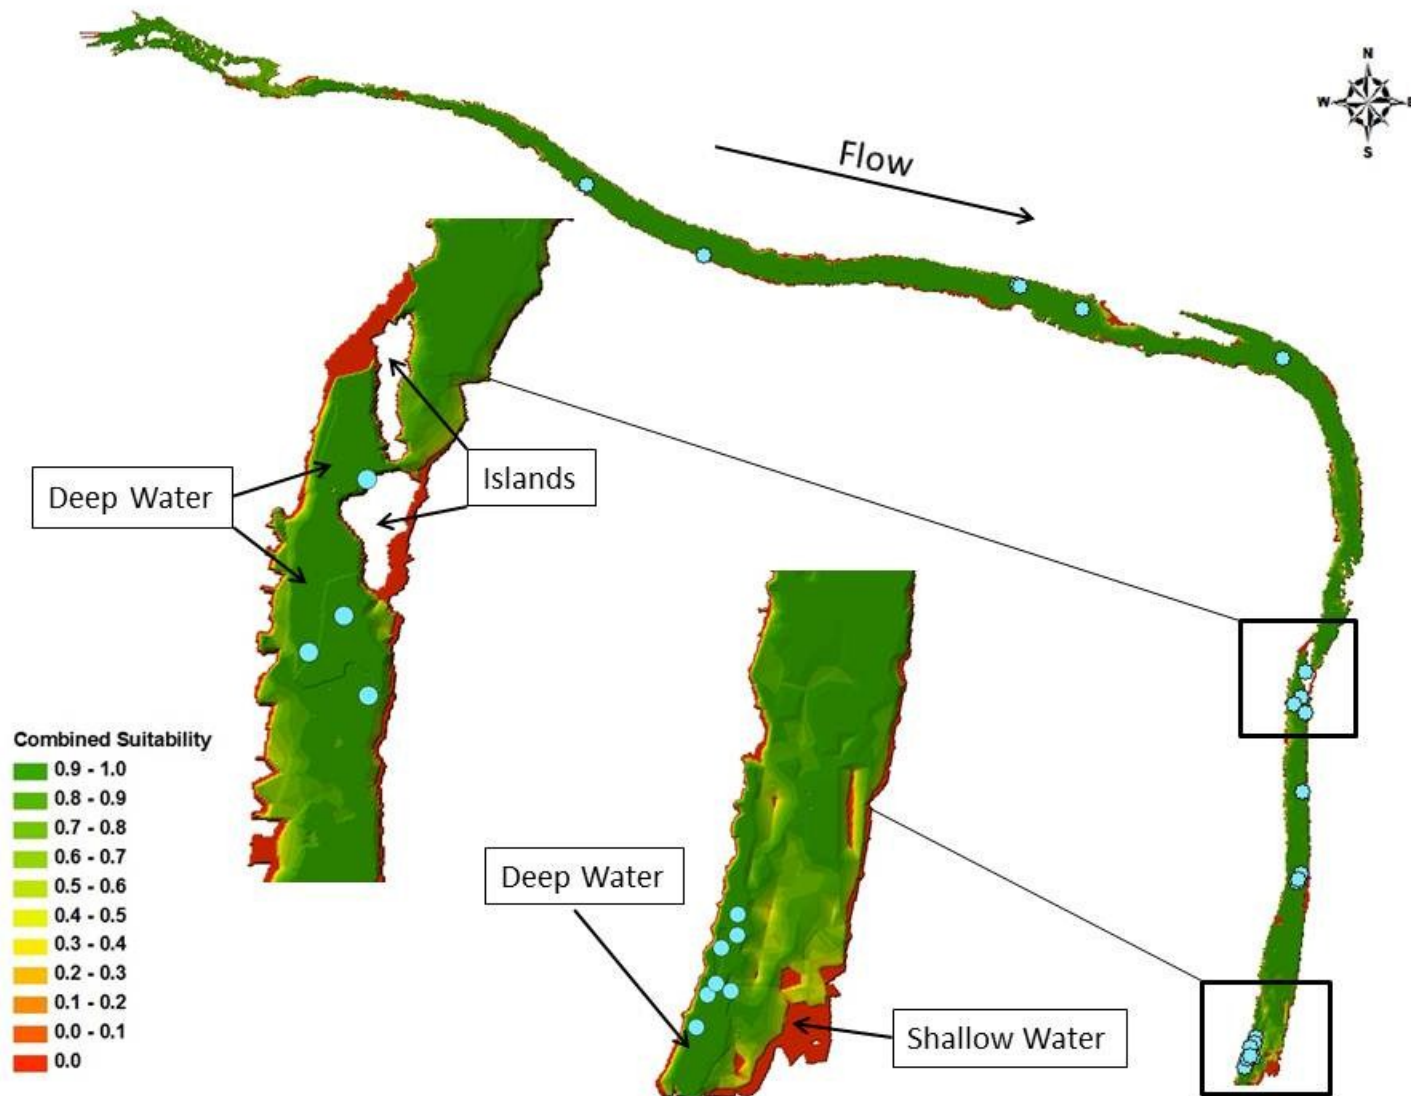 N
W
E
S
Flow
Deep Water
Islands
Combined Suitability
0.9 - 1.0
0.8 - 0.9
0.7 - 0.8
0.6 - 0.7
0.5 - 0.6
0.4 - 0.5
0.3 - 0.4
0.2 - 0.3
0.1 - 0.2
0.0 - 0.1
0.0
Deep Water
Shallow Water